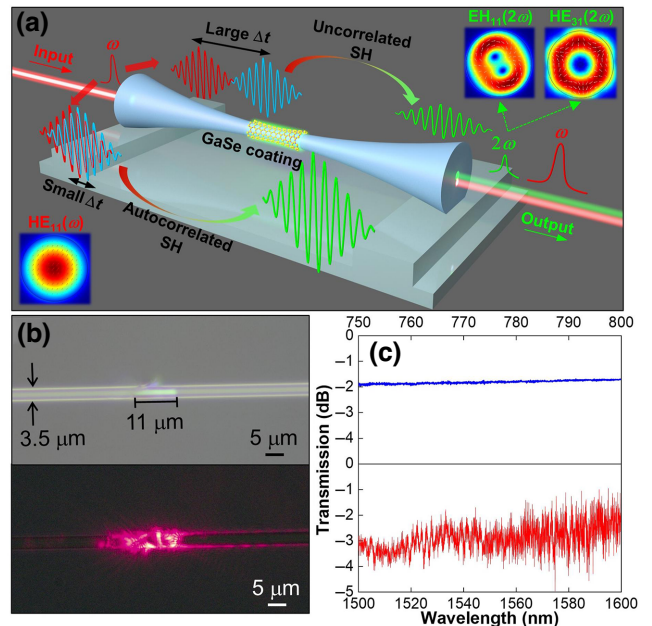 (a)
EH11(2ω) HE31(2ω)
Input
ω
Large Δt
Uncorrelated
SH
GaSe coating
2ω
ω
Small Δt
Autocorrelated
SH
Output
HE11(ω)
(b)
3.5 μm
11 μm
5 μm
5 μm
(c)
750 760 770 780 790 800
0
−1
−2
−3
−4
0
−1
−2
−3
−4
−5
Transmission (dB)
1500 1520 1540 1560 1580 1600
Wavelength (nm)